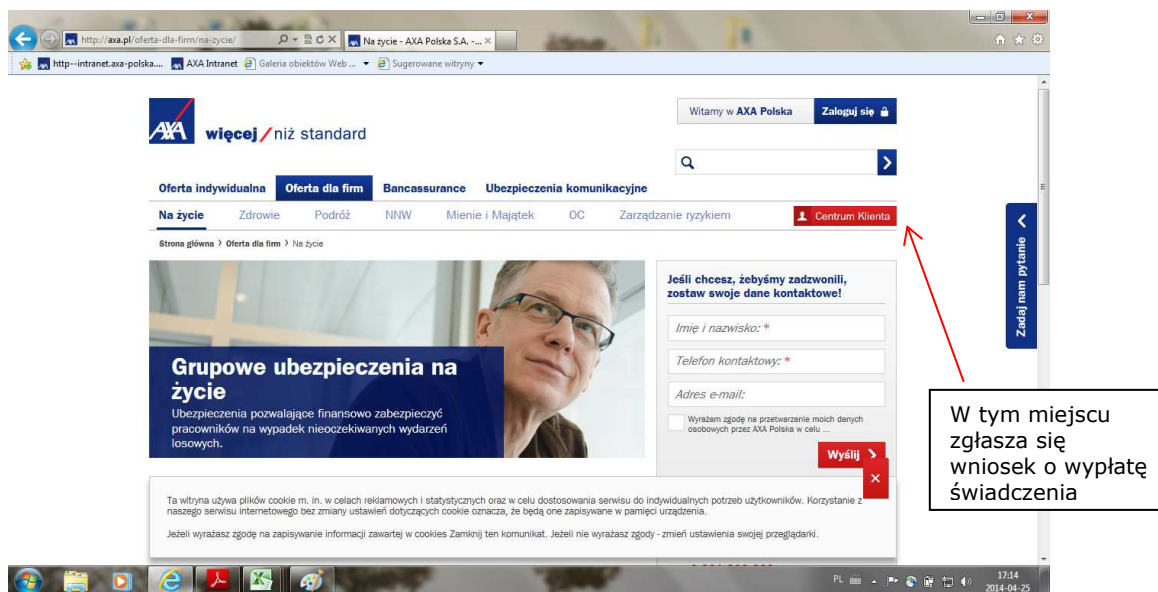 http://axa.pl/oferta-dla-firm/na-zycie/
Na życie - AXA Polska S.A. -...
http--intranet.axa-polska....
AXA Intranet
Galeria obiektów Web ...
Sugerowane witryny
AXA
więcej / niż standard
Witamy w AXA Polska
Zaloguj się
Oferta indywidualna
Oferta dla firm
Bancassurance
Ubezpieczenia komunikacyjne
Na życie
Zdrowie
Podróż
NNW
Mienie i Majątek
OC
Zarządzanie ryzykiem
Centrum Klienta
Strona główna > Oferta dla firm > Na życie
Grupowe ubezpieczenia na
życie
Ubezpieczenia pozwalające finansowo zabezpieczyć
pracowników na wypadek nieoczekiwanych wydarzeń
losowych.
Jeśli chcesz, żebyśmy zadzwonili,
zostaw swoje dane kontaktowe!
Imię i nazwisko: *
Telefon kontaktowy: *
Adres e-mail:
Wyrażam zgodę na przetwarzanie moich danych
osobowych przez AXA Polska w celu ...
Wyślij
Zadaj nam pytanie
W tym miejscu
zgłasza się
wniosek o wypłatę
świadczenia
Ta witryna używa plików cookie m. in. w celach reklamowych i statystycznych oraz w celu dostosowania serwisu do indywidualnych potrzeb użytkowników. Korzystanie z
naszego serwisu internetowego bez zmiany ustawień dotyczących cookie oznacza, że będą one zapisywane w pamięci urządzenia.
Jeżeli wyrażasz zgodę na zapisywanie informacji zawartej w cookies Zamknij ten komunikat. Jeżeli nie wyrażasz zgody - zmień ustawienia swojej przeglądarki.
PL
17:14
2014-04-25